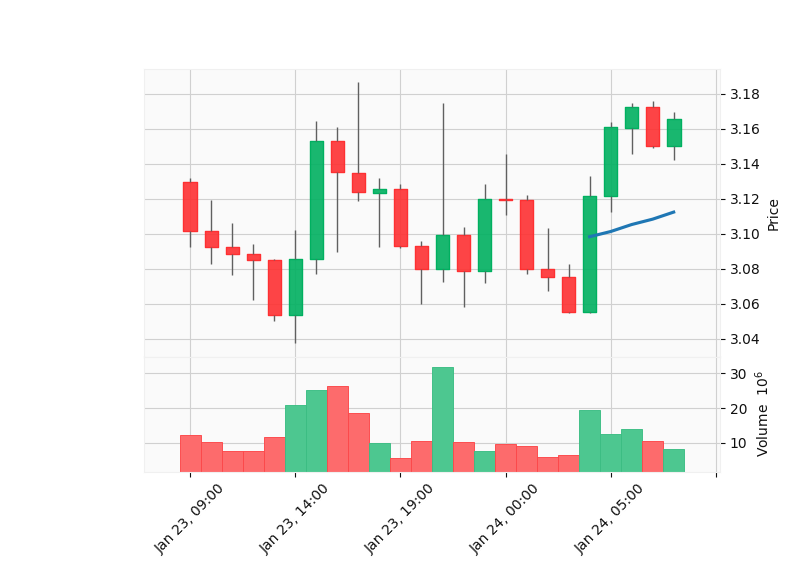 3.18
3.16
3.14
3.12
3.10
3.08
3.06
3.04
Price
30
20
10
Volume 10⁶
Jan 23, 09:00
Jan 23, 14:00
Jan 23, 19:00
Jan 24, 00:00
Jan 24, 05:00